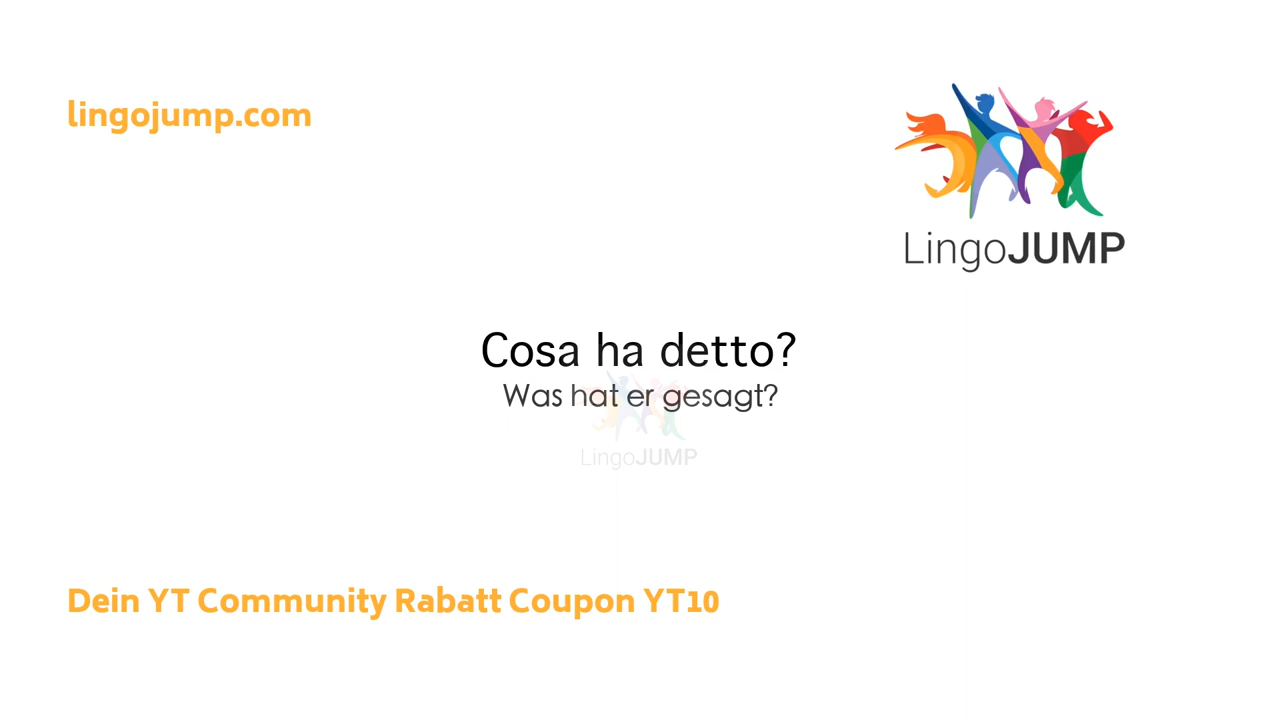 lingojump.com
LingoJUMP
Cosa ha detto?
Was hat er gesagt?
LingoJUMP
Dein YT Community Rabatt Coupon YT10